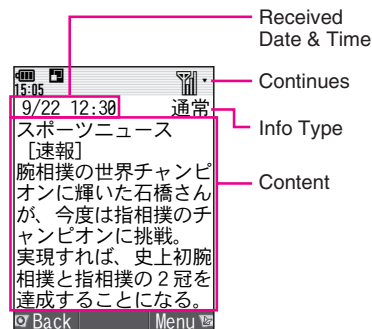 Received
Date & Time
Continues
15:05
9/22 12:30 通常
Info Type
スポーツニュース
［速報］
腕相撲の世界チャンピ
オンに輝いた石橋さん
が、今度は指相撲のチ
ャンピオンに挑戦。
実現すれば、史上初腕
相撲と指相撲の２冠を
達成することになる。
Content
Back Menu